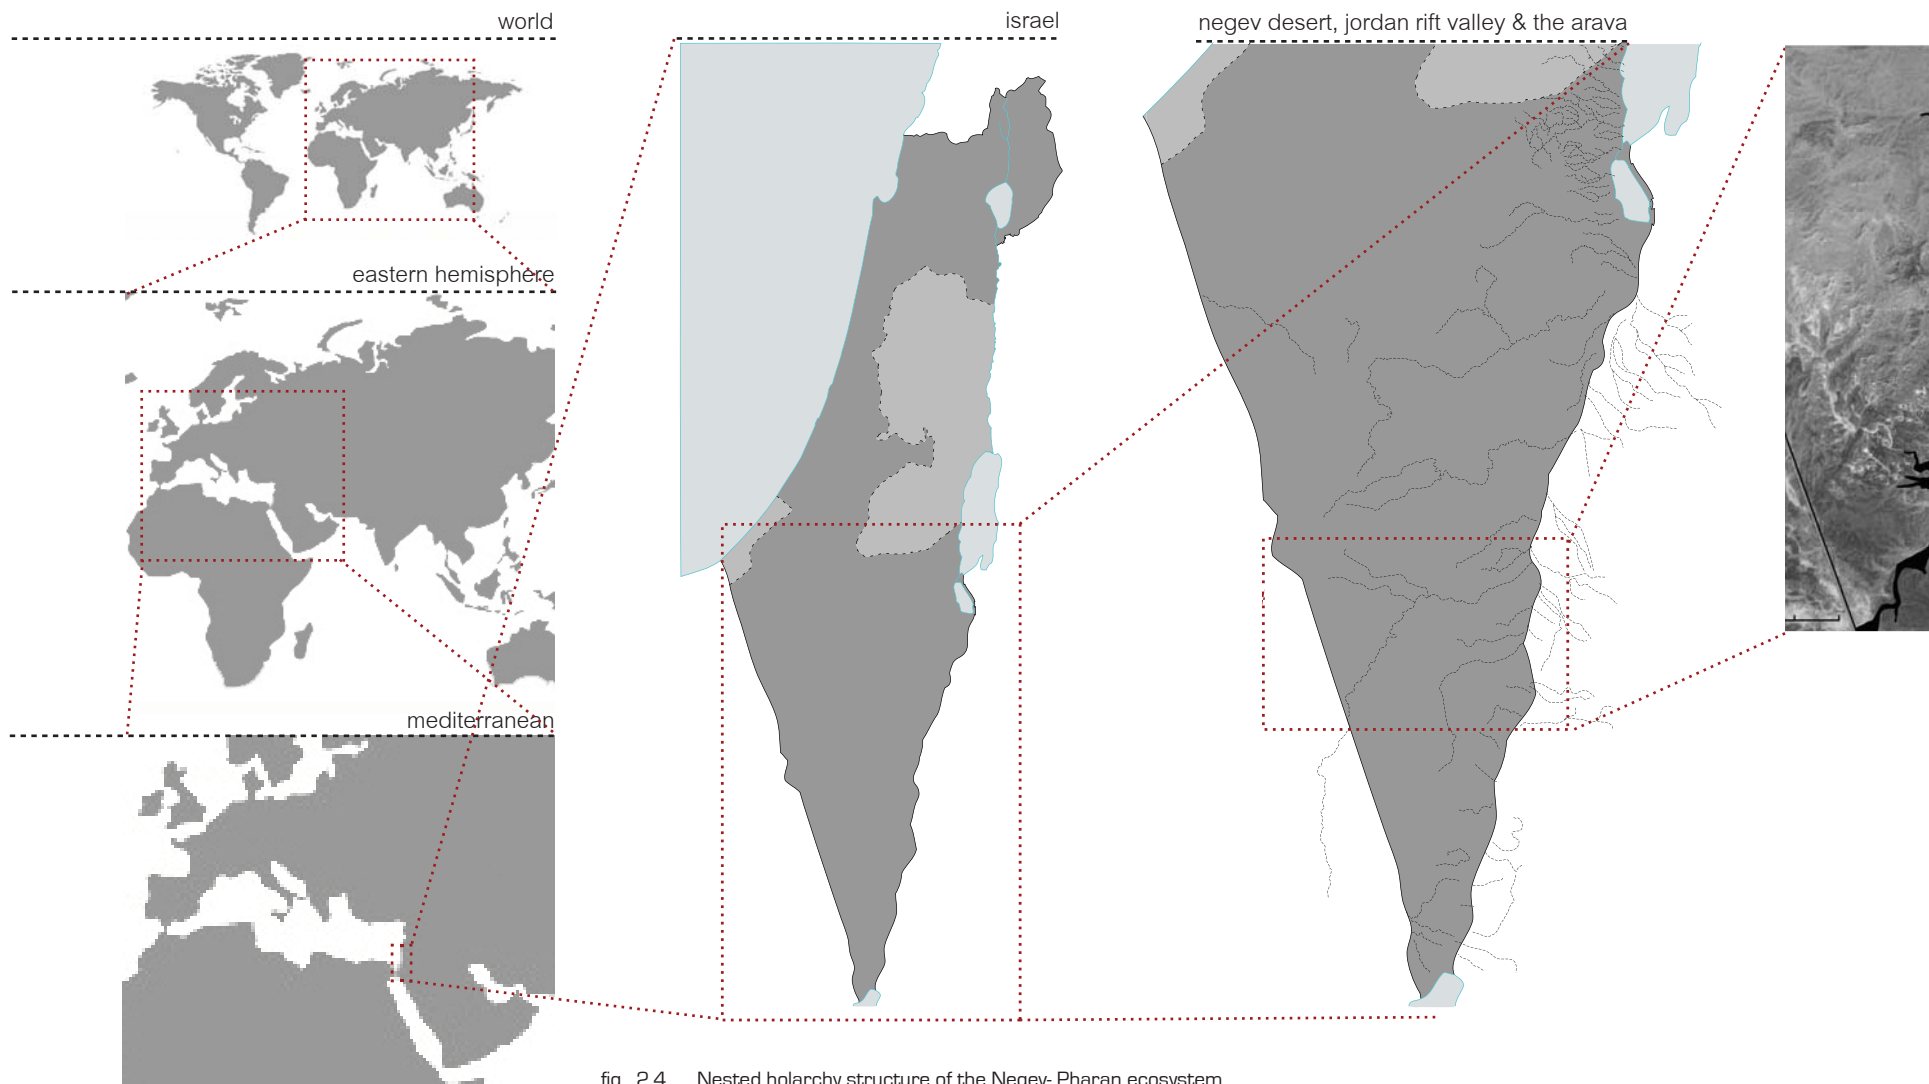 world
eastern hemisphere
mediterranean
israel
negev desert, jordan rift valley & the arava
fig. 2.4 Nested holarchy structure of the Negev- Pharan ecosystem